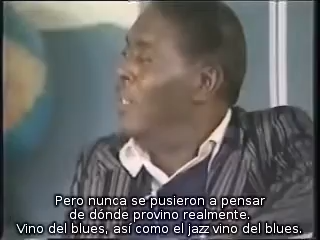 Pero nunca se pusieron a pensar
de dónde provino realmente.
Vino del blues, así como el jazz vino del blues.